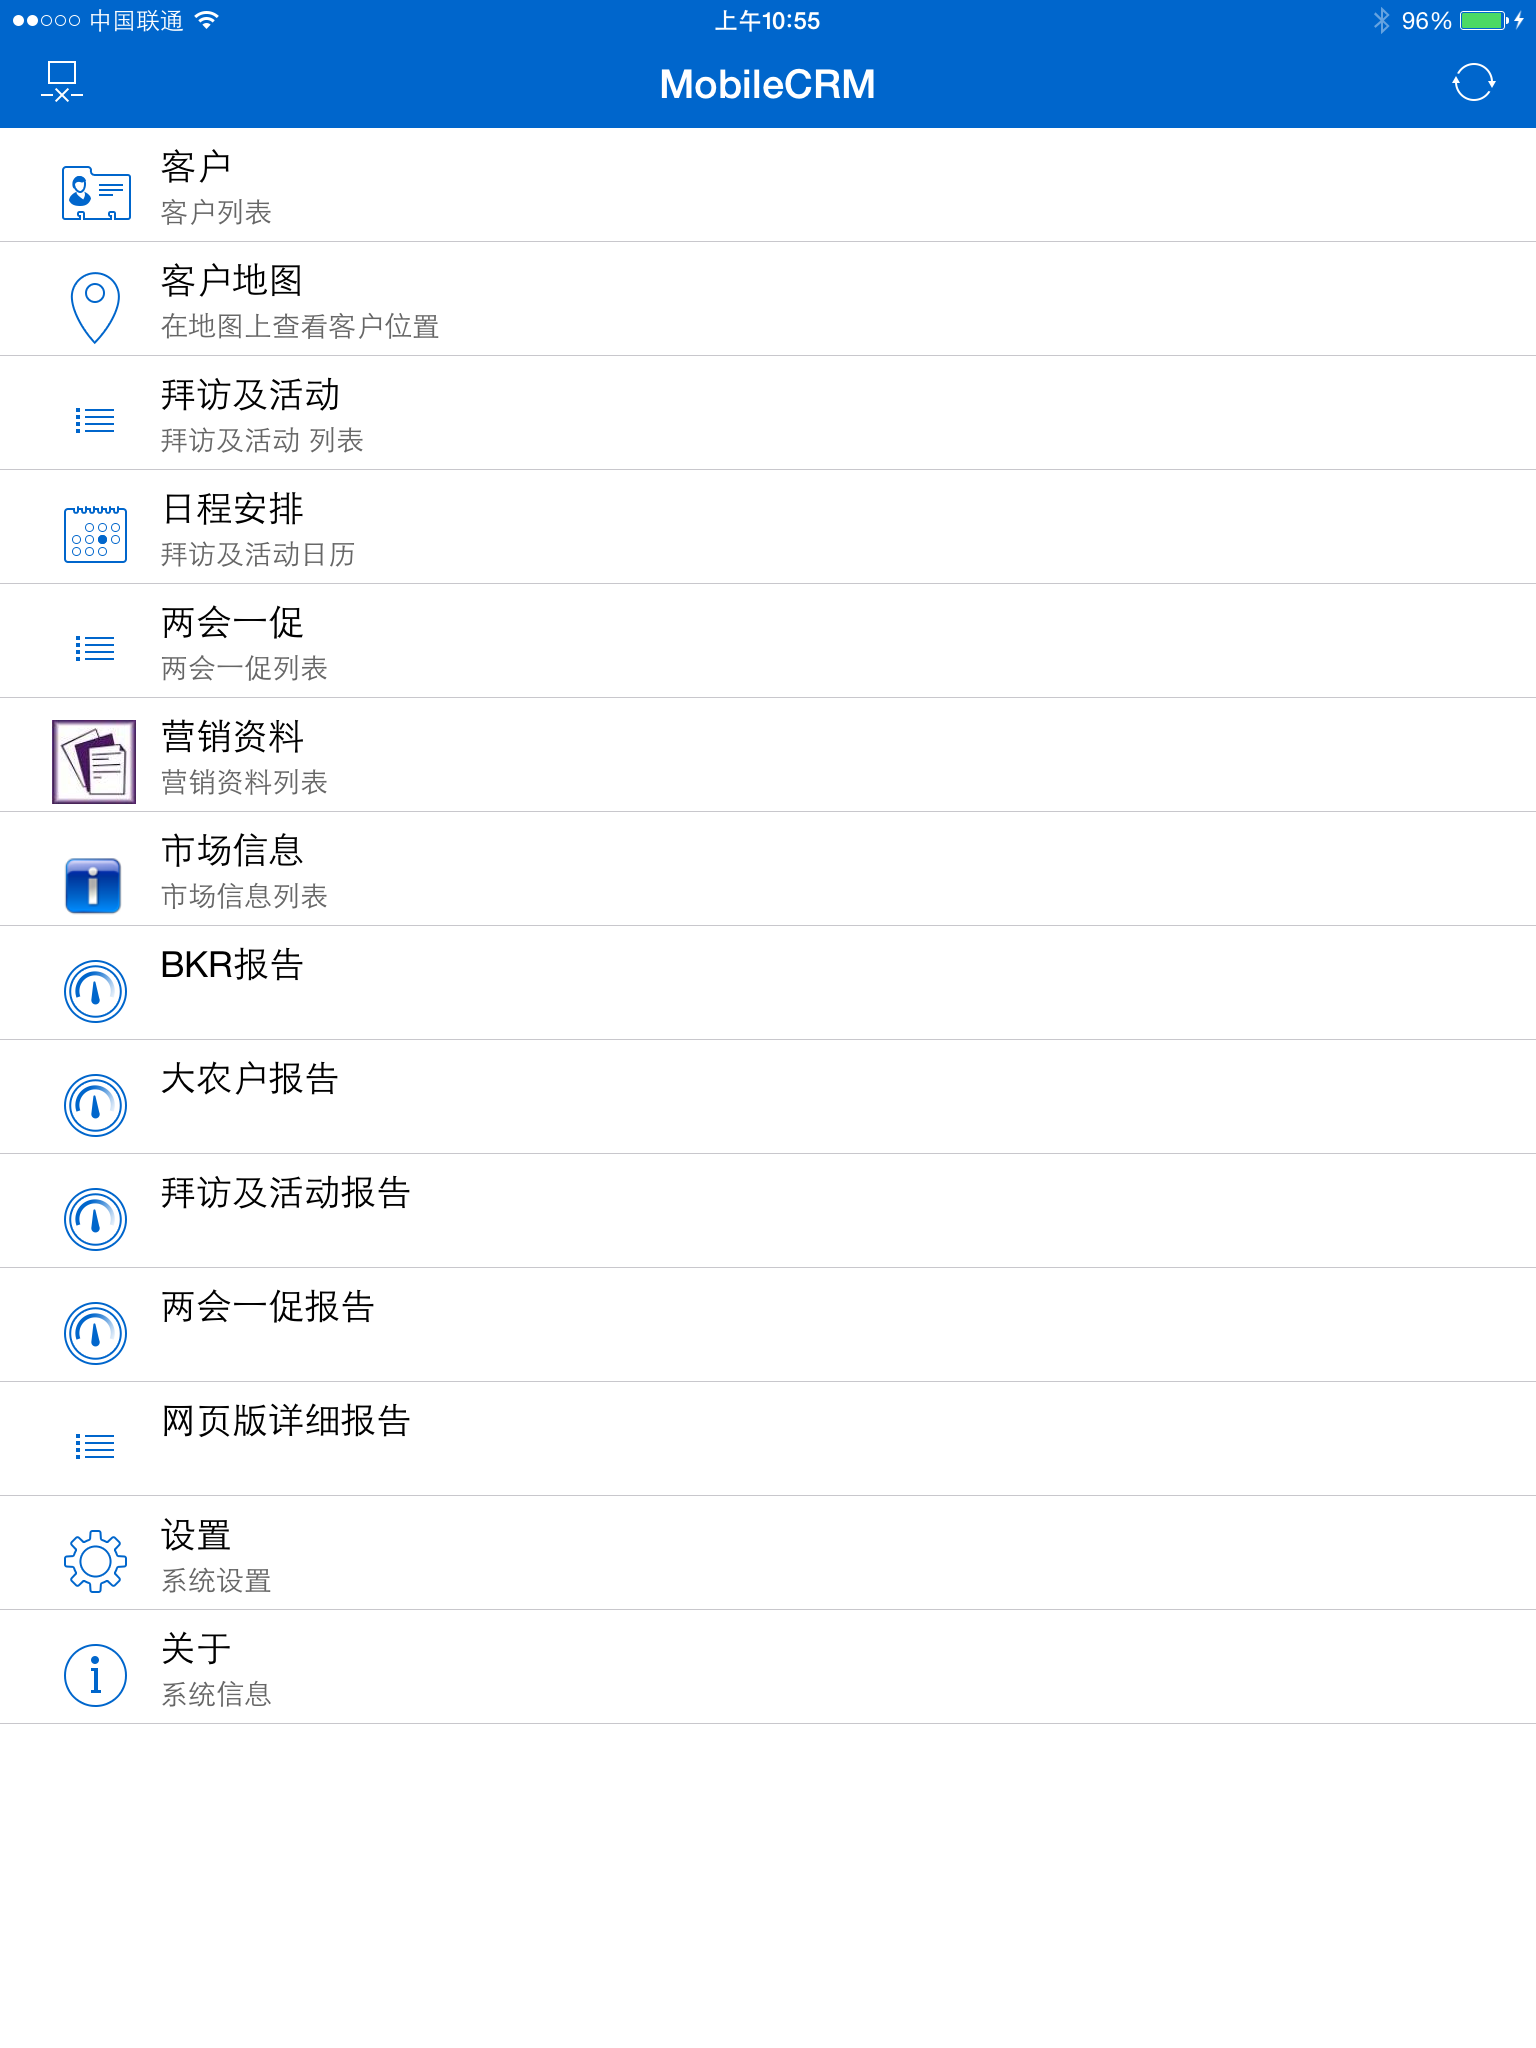 中国联通 上午10:55 96%
MobileCRM
客户
客户列表
客户地图
在地图上查看客户位置
拜访及活动
拜访及活动 列表
日程安排
拜访及活动日历
两会一促
两会一促列表
营销资料
营销资料列表
市场信息
市场信息列表
BKR报告
大农户报告
拜访及活动报告
两会一促报告
网页版详细报告
设置
系统设置
关于
系统信息